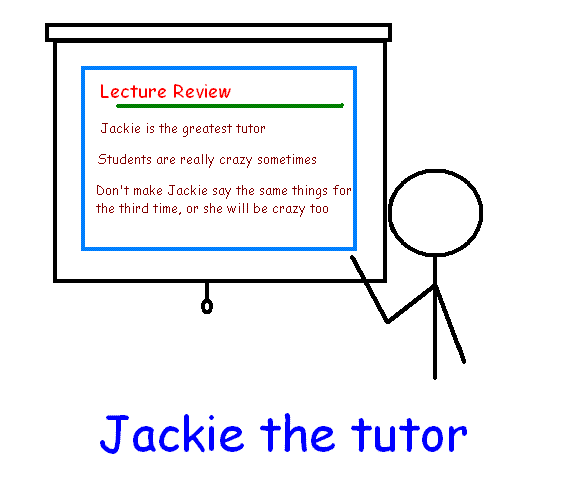 Lecture Review
Jackie is the greatest tutor
Students are really crazy sometimes
Don't make Jackie say the same things for
the third time, or she will be crazy too
Jackie the tutor